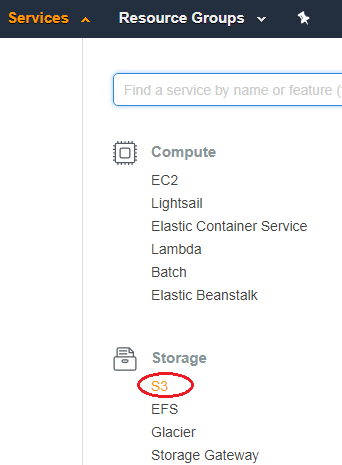 Services Resource Groups
Find a service by name or feature (
Compute
EC2
Lightsail
Elastic Container Service
Lambda
Batch
Elastic Beanstalk
Storage
S3
EFS
Glacier
Storage Gateway